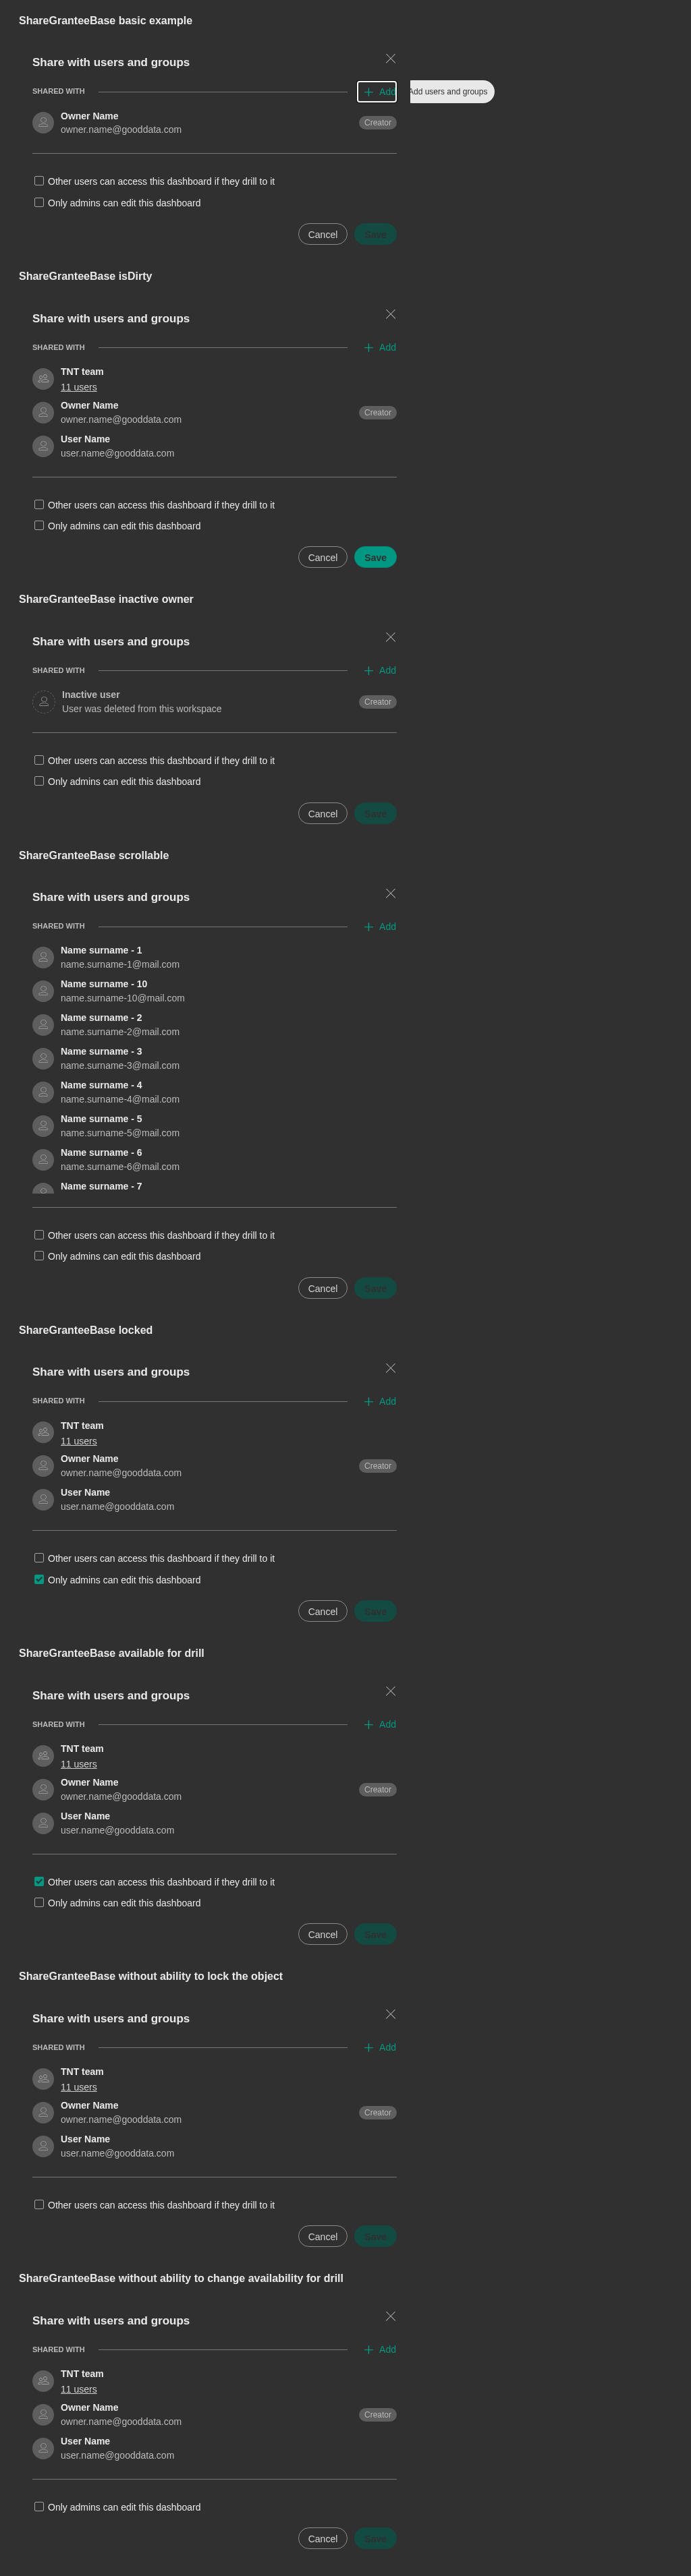 ShareGranteeBase basic example
Share with users and groups
SHARED WITH
Add
Add users and groups
Owner Name
owner.name@gooddata.com
Creator
Other users can access this dashboard if they drill to it
Only admins can edit this dashboard
Cancel
Save
ShareGranteeBase isDirty
Share with users and groups
SHARED WITH
Add
TNT team
11 users
Owner Name
owner.name@gooddata.com
Creator
User Name
user.name@gooddata.com
Other users can access this dashboard if they drill to it
Only admins can edit this dashboard
Cancel
Save
ShareGranteeBase inactive owner
Share with users and groups
SHARED WITH
Add
Inactive user
User was deleted from this workspace
Creator
Other users can access this dashboard if they drill to it
Only admins can edit this dashboard
Cancel
Save
ShareGranteeBase scrollable
Share with users and groups
SHARED WITH
Add
Name surname - 1
name.surname-1@mail.com
Name surname - 10
name.surname-10@mail.com
Name surname - 2
name.surname-2@mail.com
Name surname - 3
name.surname-3@mail.com
Name surname - 4
name.surname-4@mail.com
Name surname - 5
name.surname-5@mail.com
Name surname - 6
name.surname-6@mail.com
Name surname - 7
Other users can access this dashboard if they drill to it
Only admins can edit this dashboard
Cancel
Save
ShareGranteeBase locked
Share with users and groups
SHARED WITH
Add
TNT team
11 users
Owner Name
owner.name@gooddata.com
Creator
User Name
user.name@gooddata.com
Other users can access this dashboard if they drill to it
Only admins can edit this dashboard
Cancel
Save
ShareGranteeBase available for drill
Share with users and groups
SHARED WITH
Add
TNT team
11 users
Owner Name
owner.name@gooddata.com
Creator
User Name
user.name@gooddata.com
Other users can access this dashboard if they drill to it
Only admins can edit this dashboard
Cancel
Save
ShareGranteeBase without ability to lock the object
Share with users and groups
SHARED WITH
Add
TNT team
11 users
Owner Name
owner.name@gooddata.com
Creator
User Name
user.name@gooddata.com
Other users can access this dashboard if they drill to it
Cancel
Save
ShareGranteeBase without ability to change availability for drill
Share with users and groups
SHARED WITH
Add
TNT team
11 users
Owner Name
owner.name@gooddata.com
Creator
User Name
user.name@gooddata.com
Only admins can edit this dashboard
Cancel
Save